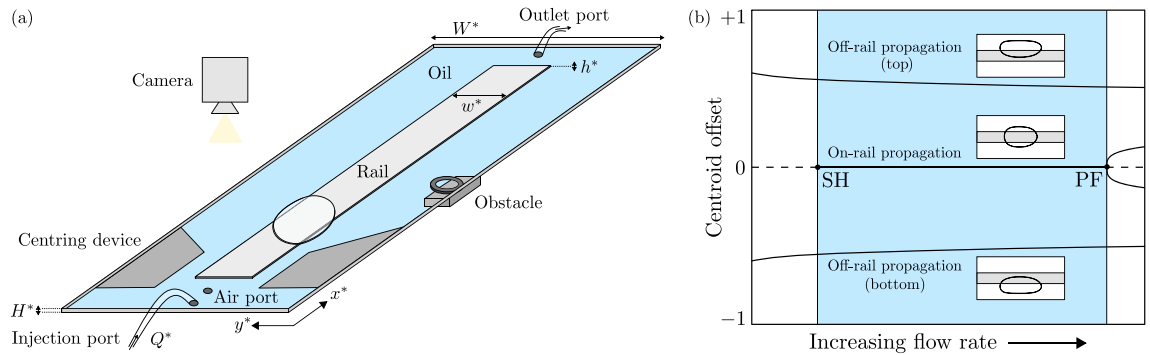 (a)
Outlet port
W*
Camera
Oil
h*
w*
Rail
Obstacle
Centring device
Air port
x*
H*
y*
Injection port
Q*
(b)
+1
Off-rail propagation
(top)
On-rail propagation
Centroid offset
0
SH
PF
Off-rail propagation
(bottom)
−1
Increasing flow rate